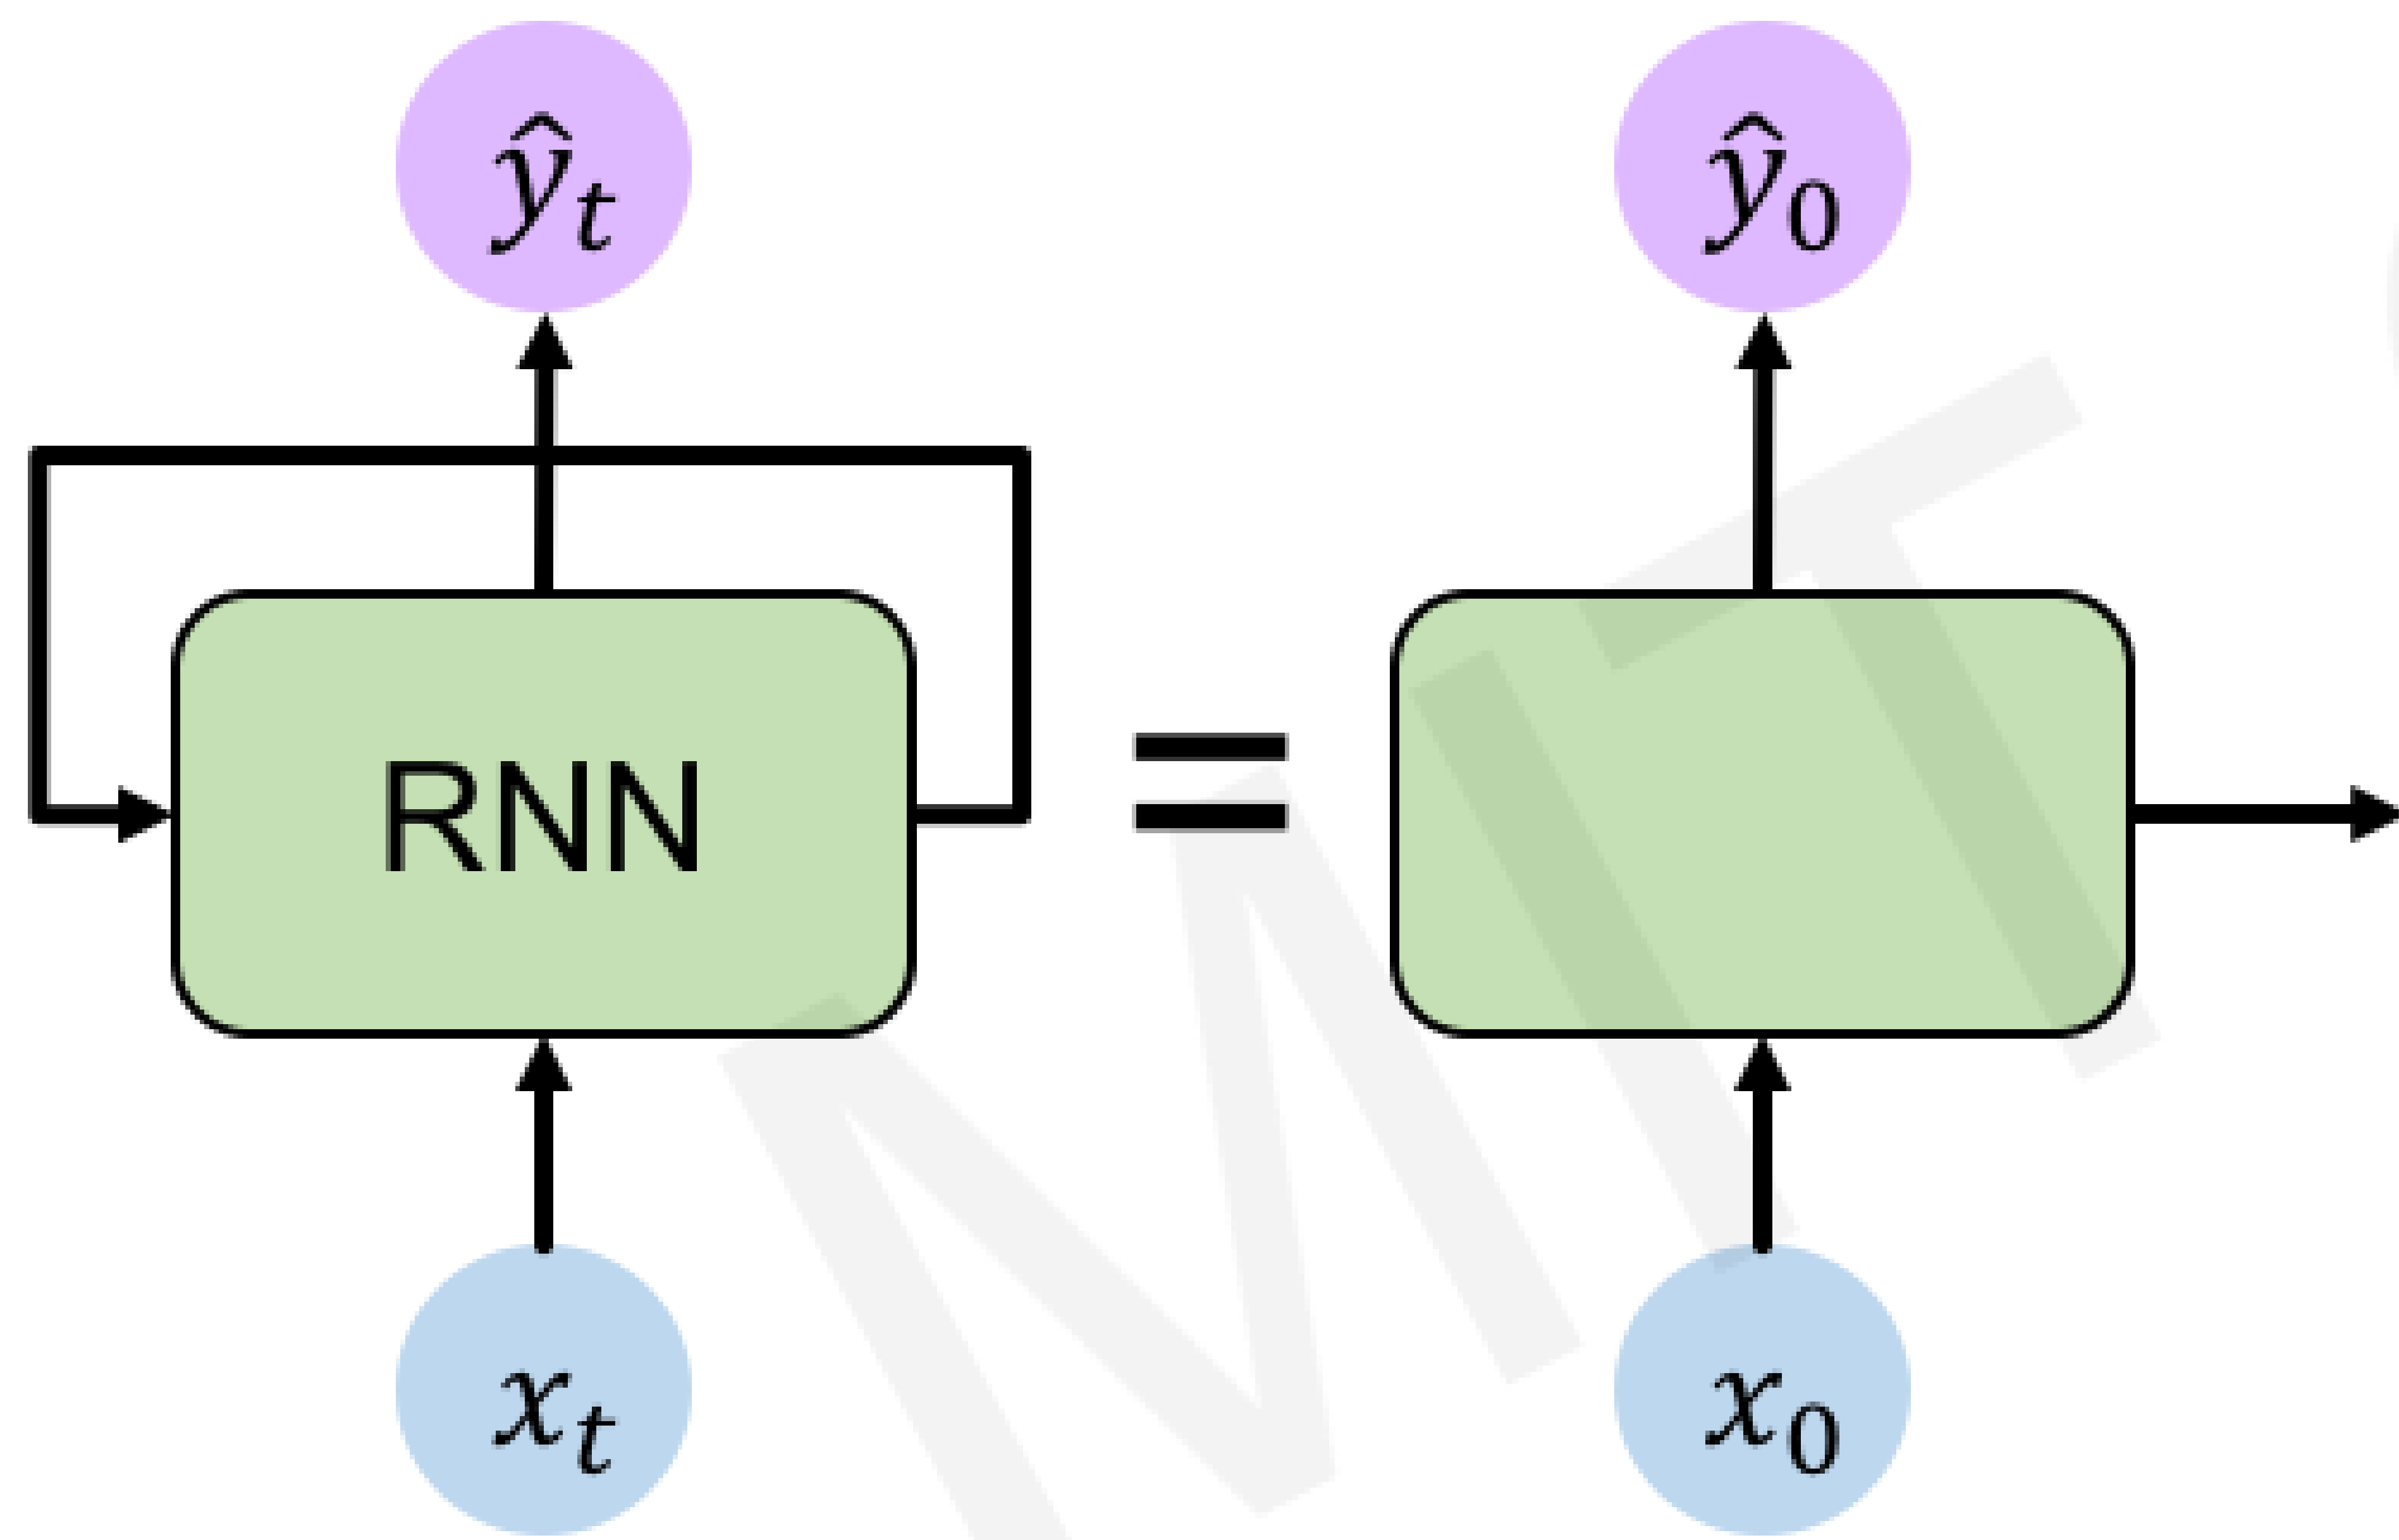 ŷₜ
ŷ₀
RNN
=
xₜ
x₀
MIT